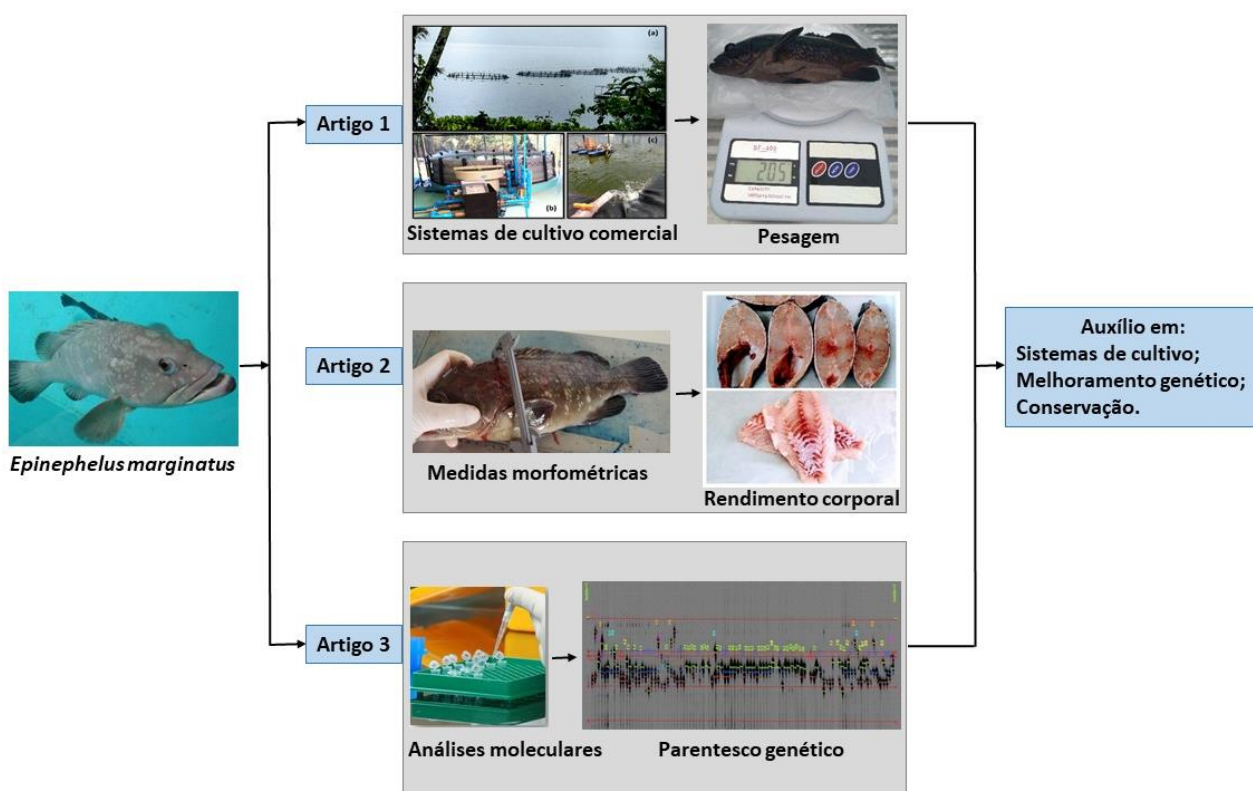 Epinephelus marginatus
Artigo 1
(a)
(b)
(c)
Sistemas de cultivo comercial
205
Pesagem
Artigo 2
Medidas morfométricas
Rendimento corporal
Artigo 3
Análises moleculares
Parentesco genético
Auxílio em:
Sistemas de cultivo;
Melhoramento genético;
Conservação.